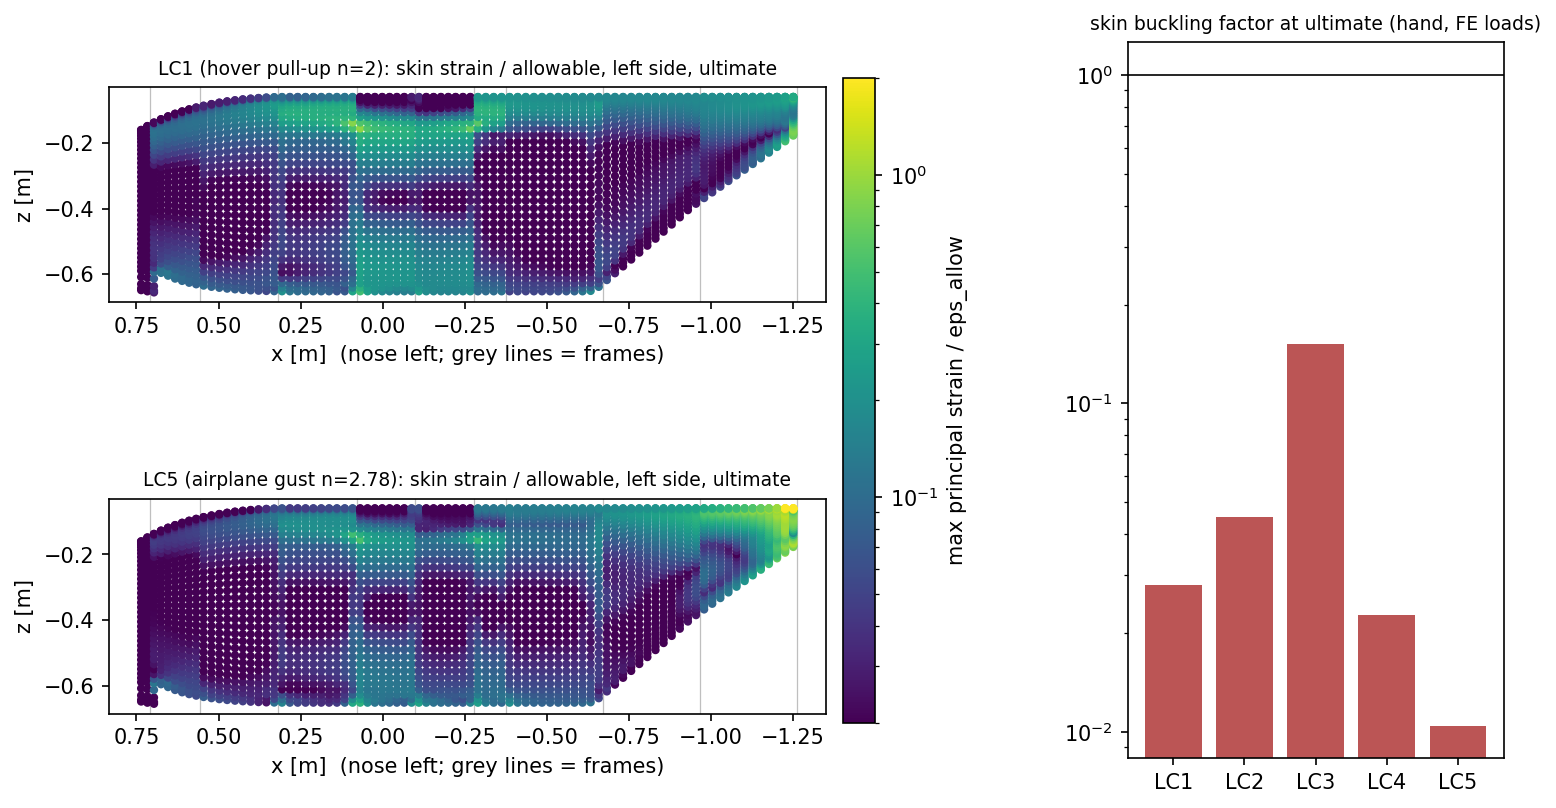 LC1 (hover pull-up n=2): skin strain / allowable, left side, ultimate
−0.2
−0.4
−0.6
z [m]
0.75 0.50 0.25 0.00 −0.25 −0.50 −0.75 −1.00 −1.25
x [m]  (nose left; grey lines = frames)
LC5 (airplane gust n=2.78): skin strain / allowable, left side, ultimate
−0.2
−0.4
−0.6
z [m]
0.75 0.50 0.25 0.00 −0.25 −0.50 −0.75 −1.00 −1.25
x [m]  (nose left; grey lines = frames)
10⁰
10⁻¹
max principal strain / eps_allow
skin buckling factor at ultimate (hand, FE loads)
10⁰
10⁻¹
10⁻²
LC1 LC2 LC3 LC4 LC5